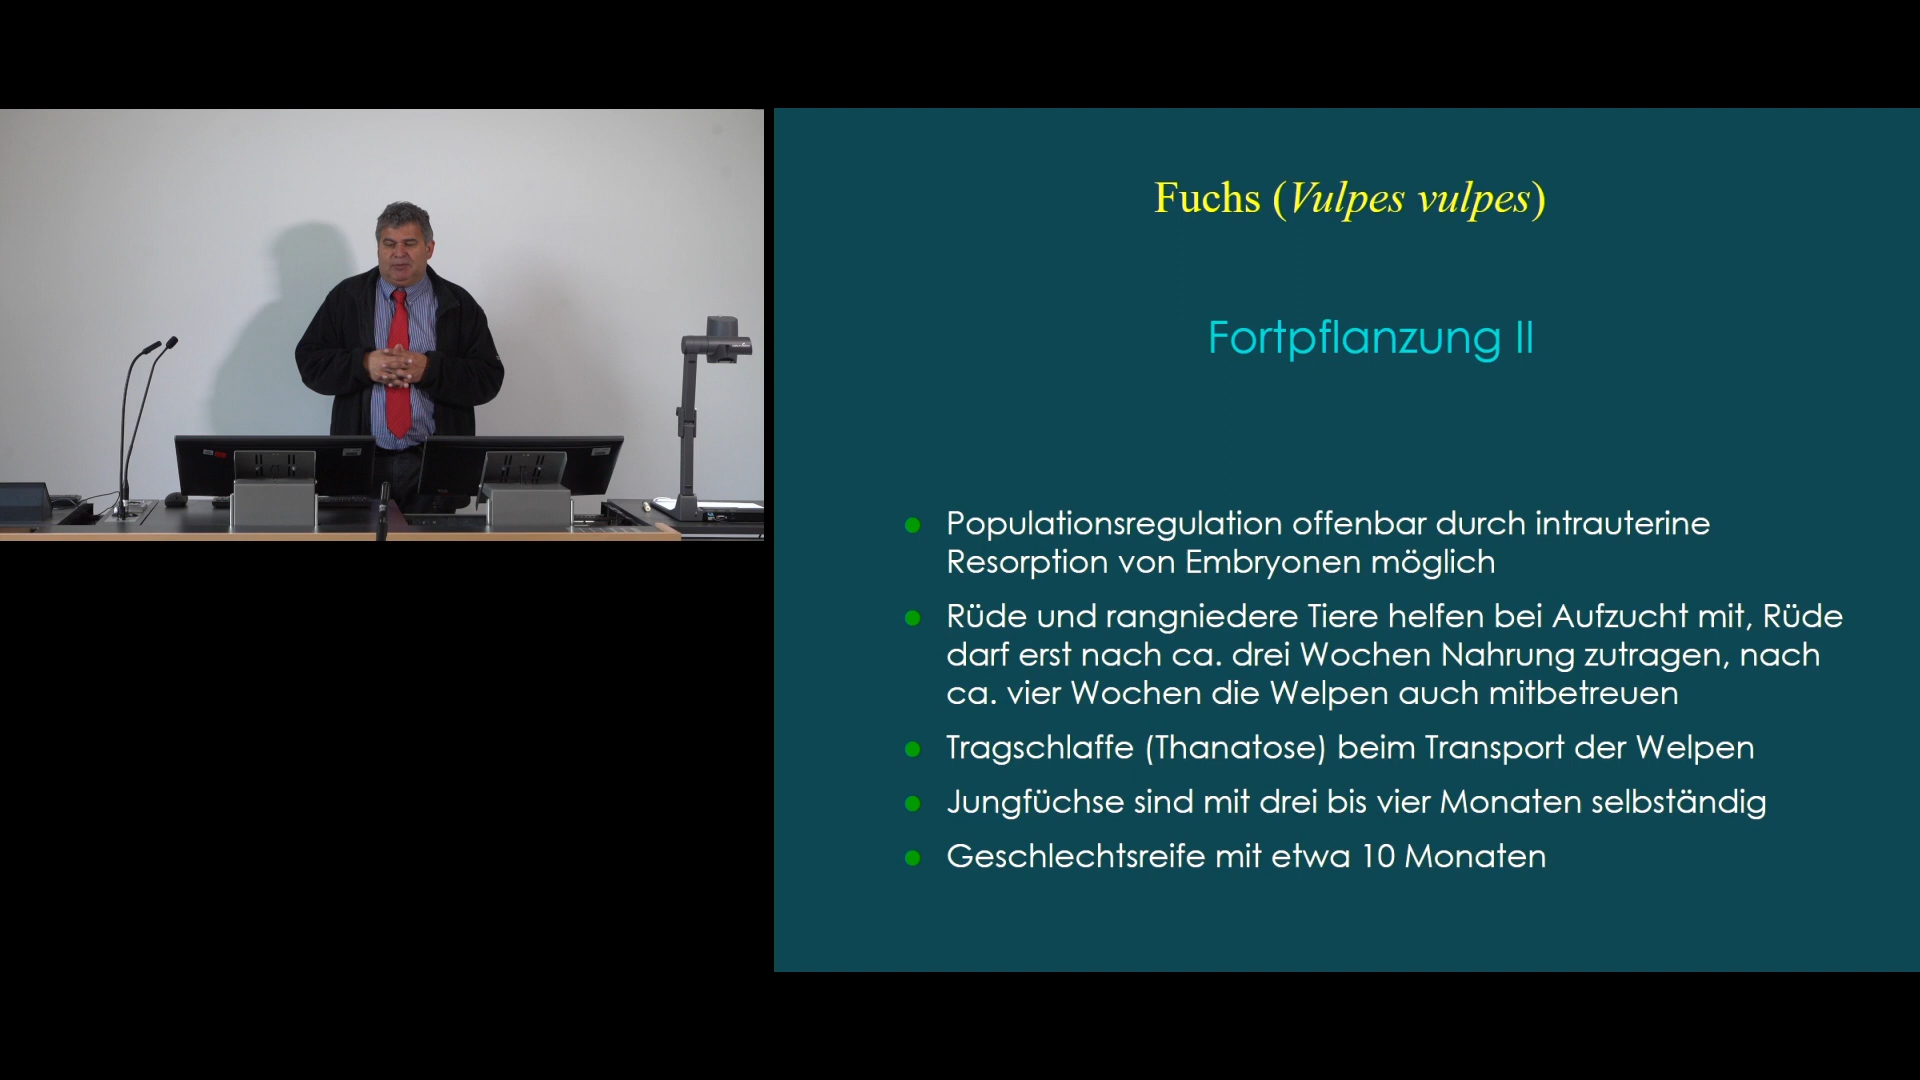 Fuchs (Vulpes vulpes)
Fortpflanzung II
Populationsregulation offenbar durch intrauterine
Resorption von Embryonen möglich
Rüde und rangniedere Tiere helfen bei Aufzucht mit, Rüde
darf erst nach ca. drei Wochen Nahrung zutragen, nach
ca. vier Wochen die Welpen auch mitbetreuen
Tragschlaffe (Thanatose) beim Transport der Welpen
Jungfüchse sind mit drei bis vier Monaten selbständig
Geschlechtsreife mit etwa 10 Monaten